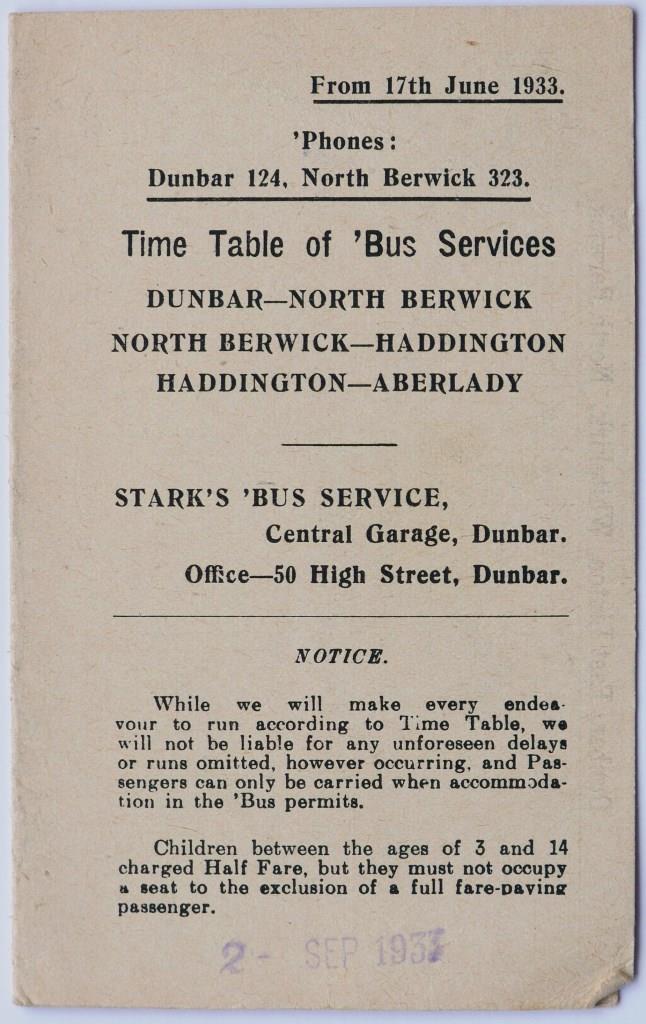 From 17th June 1933.
'Phones:
Dunbar 124, North Berwick 323.
Time Table of 'Bus Services
DUNBAR—NORTH BERWICK
NORTH BERWICK—HADDINGTON
HADDINGTON—ABERLADY
STARK'S 'BUS SERVICE,
Central Garage, Dunbar.
Office—50 High Street, Dunbar.
NOTICE.
While we will make every endea-
vour to run according to Time Table, we
will not be liable for any unforeseen delays
or runs omitted, however occurring, and Pas-
sengers can only be carried when accommoda-
tion in the 'Bus permits.
Children between the ages of 3 and 14
charged Half Fare, but they must not occupy
a seat to the exclusion of a full fare-paying
passenger.
2 - SEP